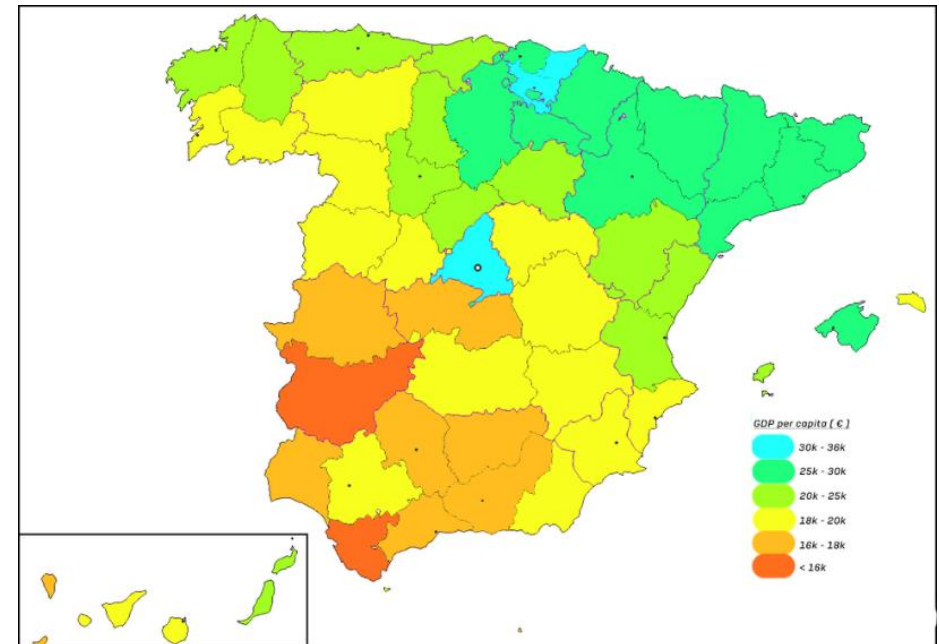 GDP per capita ( € )
30k - 36k
25k - 30k
20k - 25k
18k - 20k
16k - 18k
< 16k